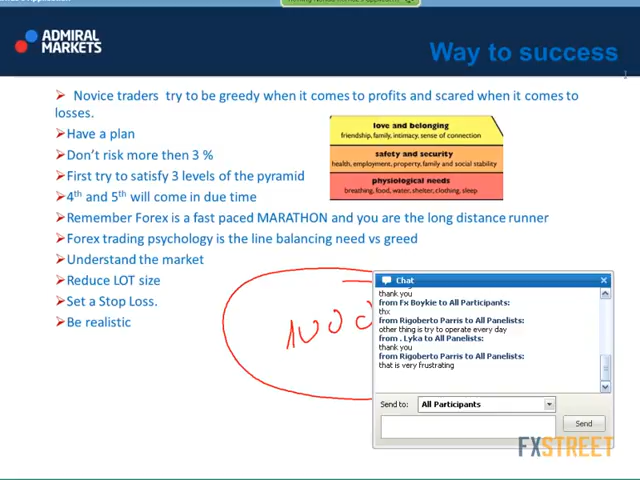 ADMIRAL
MARKETS
Way to success
Novice traders try to be greedy when it comes to profits and scared when it comes to
losses.
Have a plan
Don't risk more then 3 %
First try to satisfy 3 levels of the pyramid
4th and 5th will come in due time
Remember Forex is a fast paced MARATHON and you are the long distance runner
Forex trading psychology is the line balancing need vs greed
Understand the market
Reduce LOT size
Set a Stop Loss.
Be realistic
love and belonging
friendship, family, intimacy, sense of connection
safety and security
health, employment, property, family and social stability
physiological needs
breathing, food, water, shelter, clothing, sleep
1000
Chat
thank you
from Fx Boykie to All Participants:
thx
from Rigoberto Parris to All Panelists:
other thing is try to operate every day
from . Lyka to All Panelists:
thank you
from Rigoberto Parris to All Panelists:
that is very frustrating
Send to:
All Participants
Send
FXSTREET